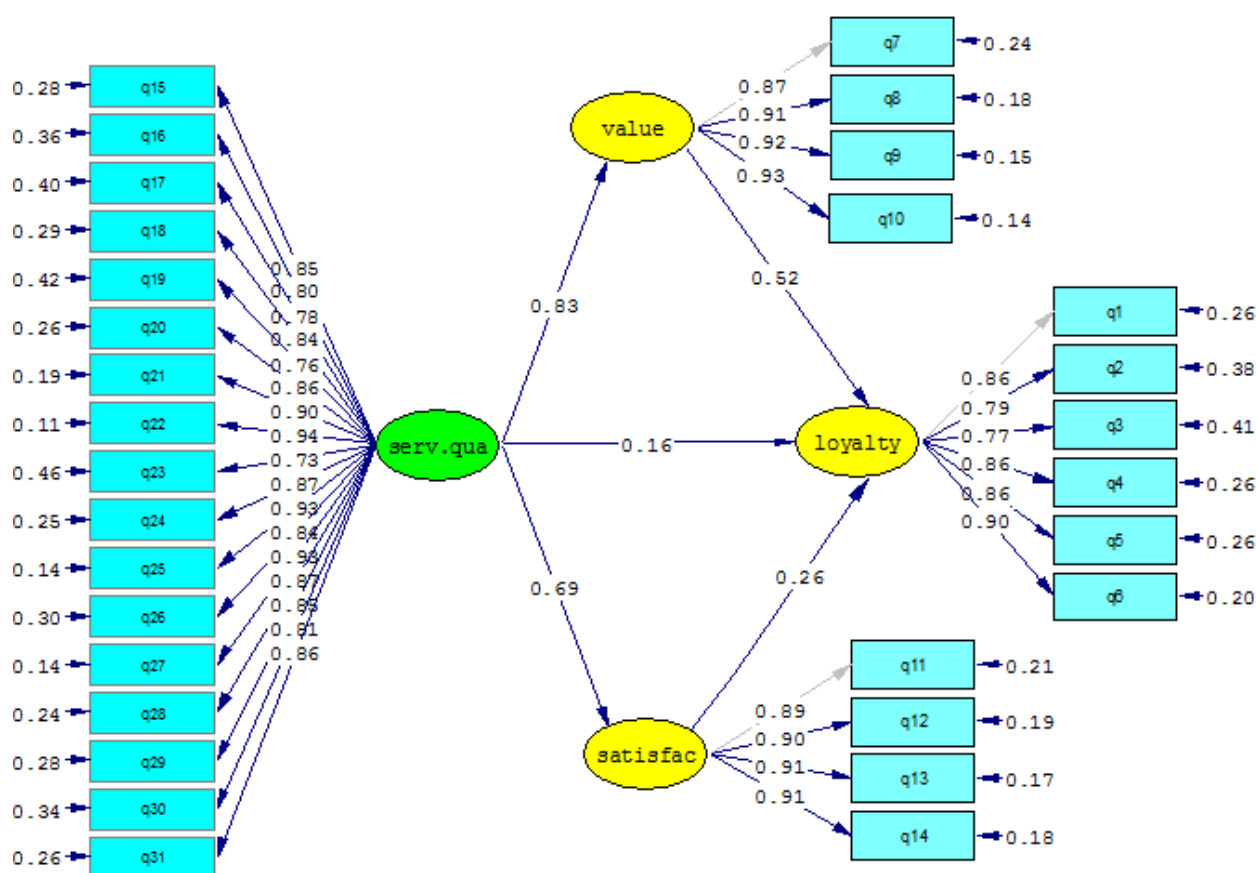 0.28 q15
0.36 q16
0.40 q17
0.29 q18
0.42 q19
0.26 q20
0.19 q21
0.11 q22
0.46 q23
0.25 q24
0.14 q25
0.30 q26
0.14 q27
0.24 q28
0.28 q29
0.34 q30
0.26 q31
0.85
0.80
0.78
0.84
0.76
0.86
0.90
0.94
0.73
0.87
0.93
0.84
0.93
0.87
0.85
0.81
0.86
serv.qua
0.83
0.16
0.69
value
0.52
satisfac
0.26
loyalty
0.87
0.91
0.92
0.93
q7 0.24
q8 0.18
q9 0.15
q10 0.14
0.86
0.79
0.77
0.86
0.86
0.90
q1 0.26
q2 0.38
q3 0.41
q4 0.26
q5 0.26
q6 0.20
0.89
0.90
0.91
0.91
q11 0.21
q12 0.19
q13 0.17
q14 0.18